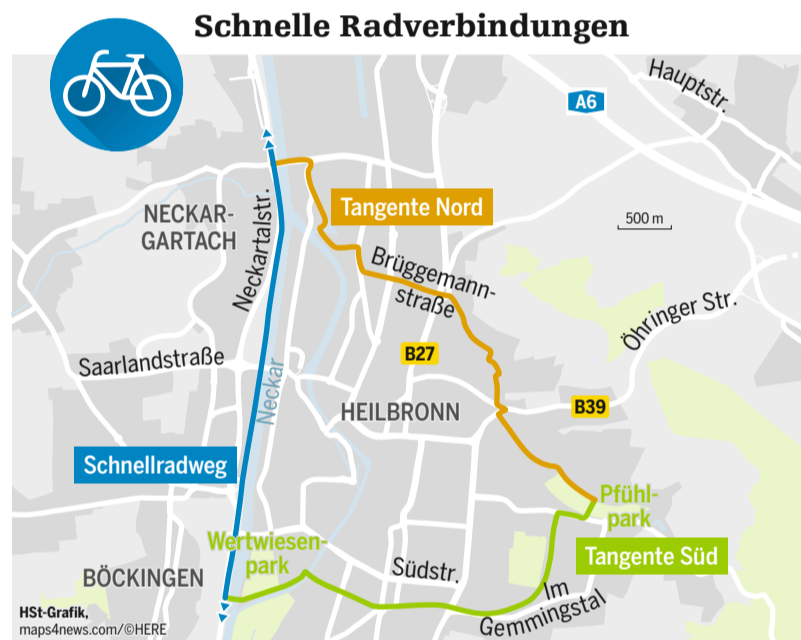 Schnelle Radverbindungen
Hauptstr.
A6
Tangente Nord
NECKAR-
GARTACH
Neckartalstr.
500 m
Brüggemann-
straße
Öhringer Str.
Saarlandstraße
B27
Neckar
HEILBRONN
B39
Schnellradweg
Pfühl-
park
Wertwiesen-
park
Tangente Süd
BÖCKINGEN
Südstr.
Im
Gemmingstal
HSt-Grafik,
maps4news.com/©HERE